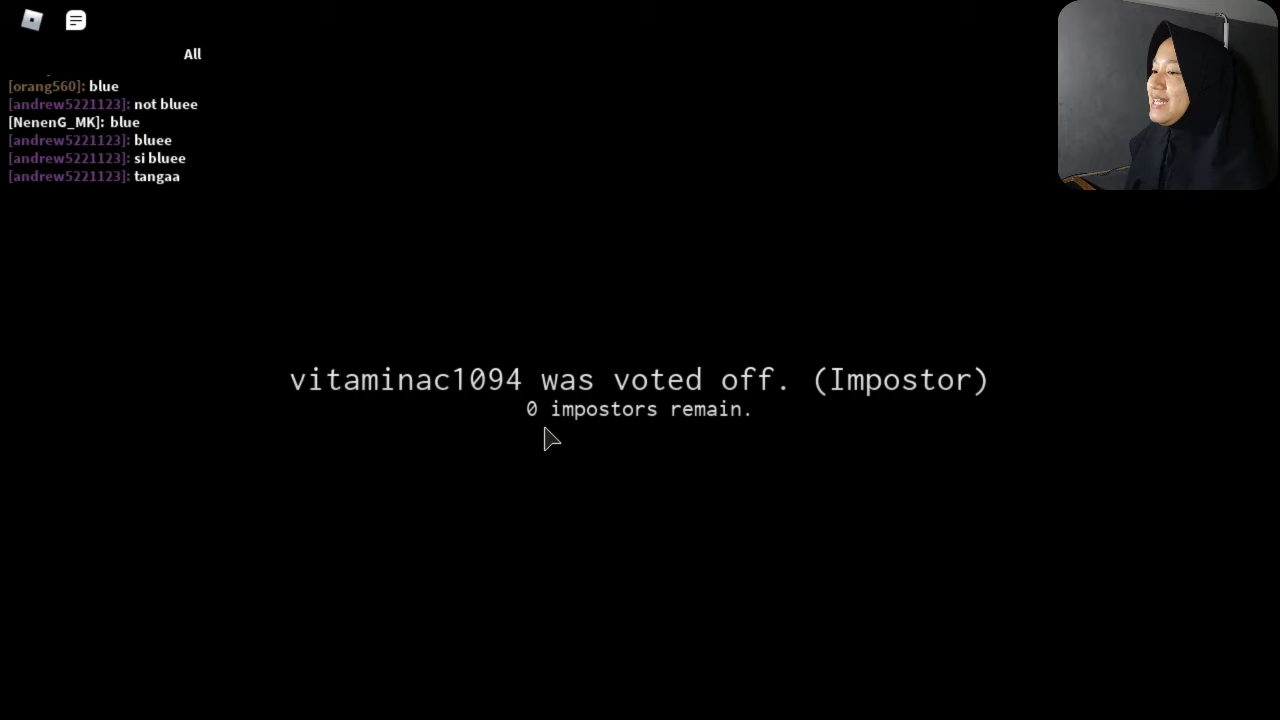 All
[orang560]: blue
[andrew5221123]: not bluee
[NenenG_MK]: blue
[andrew5221123]: bluee
[andrew5221123]: si bluee
[andrew5221123]: tangaa
vitaminac1094 was voted off. (Impostor)
0 impostors remain.